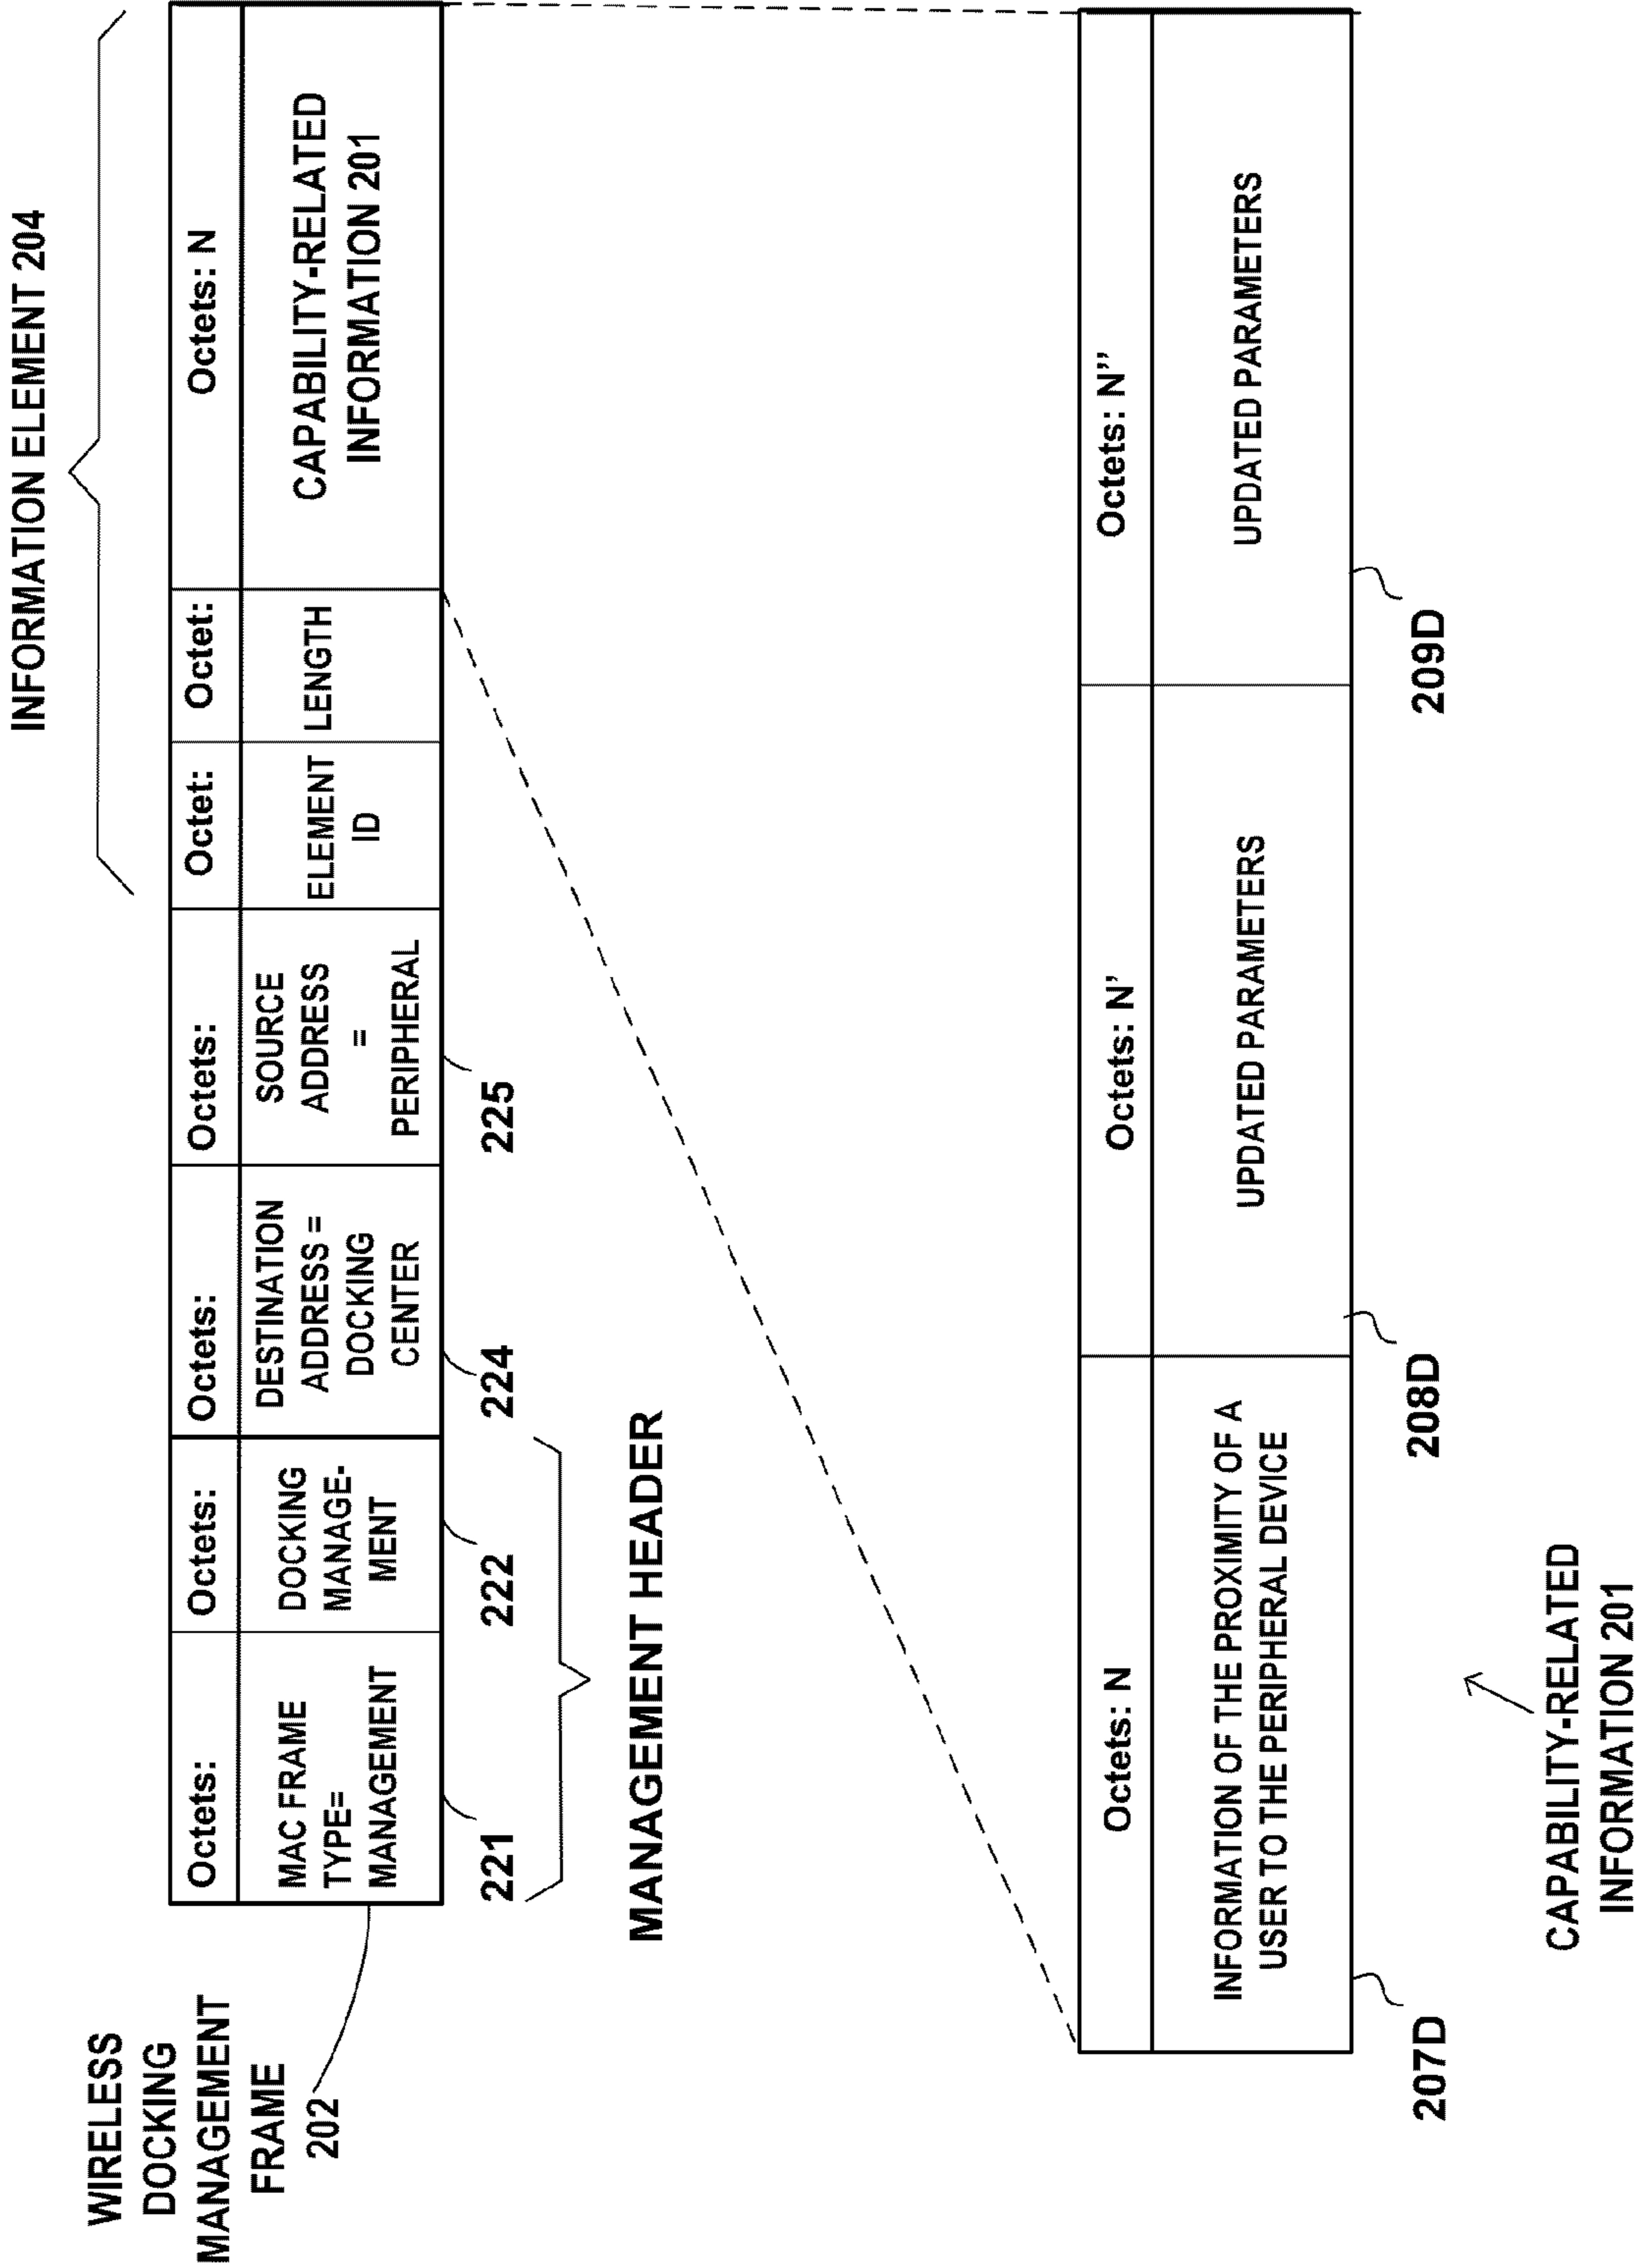 INFORMATION ELEMENT 204
WIRELESS
DOCKING
MANAGEMENT
FRAME
202
Octets:
MAC FRAME
TYPE=
MANAGEMENT
221
Octets:
DOCKING
MANAGE-
MENT
222
Octets:
DESTINATION
ADDRESS =
DOCKING
CENTER
224
Octets:
SOURCE
ADDRESS
=
PERIPHERAL
225
Octet:
ELEMENT
ID
Octet:
LENGTH
Octets: N
CAPABILITY-RELATED
INFORMATION 201
MANAGEMENT HEADER
Octets: N
INFORMATION OF THE PROXIMITY OF A
USER TO THE PERIPHERAL DEVICE
207D
Octets: N'
UPDATED PARAMETERS
208D
Octets: N''
UPDATED PARAMETERS
209D
CAPABILITY-RELATED
INFORMATION 201